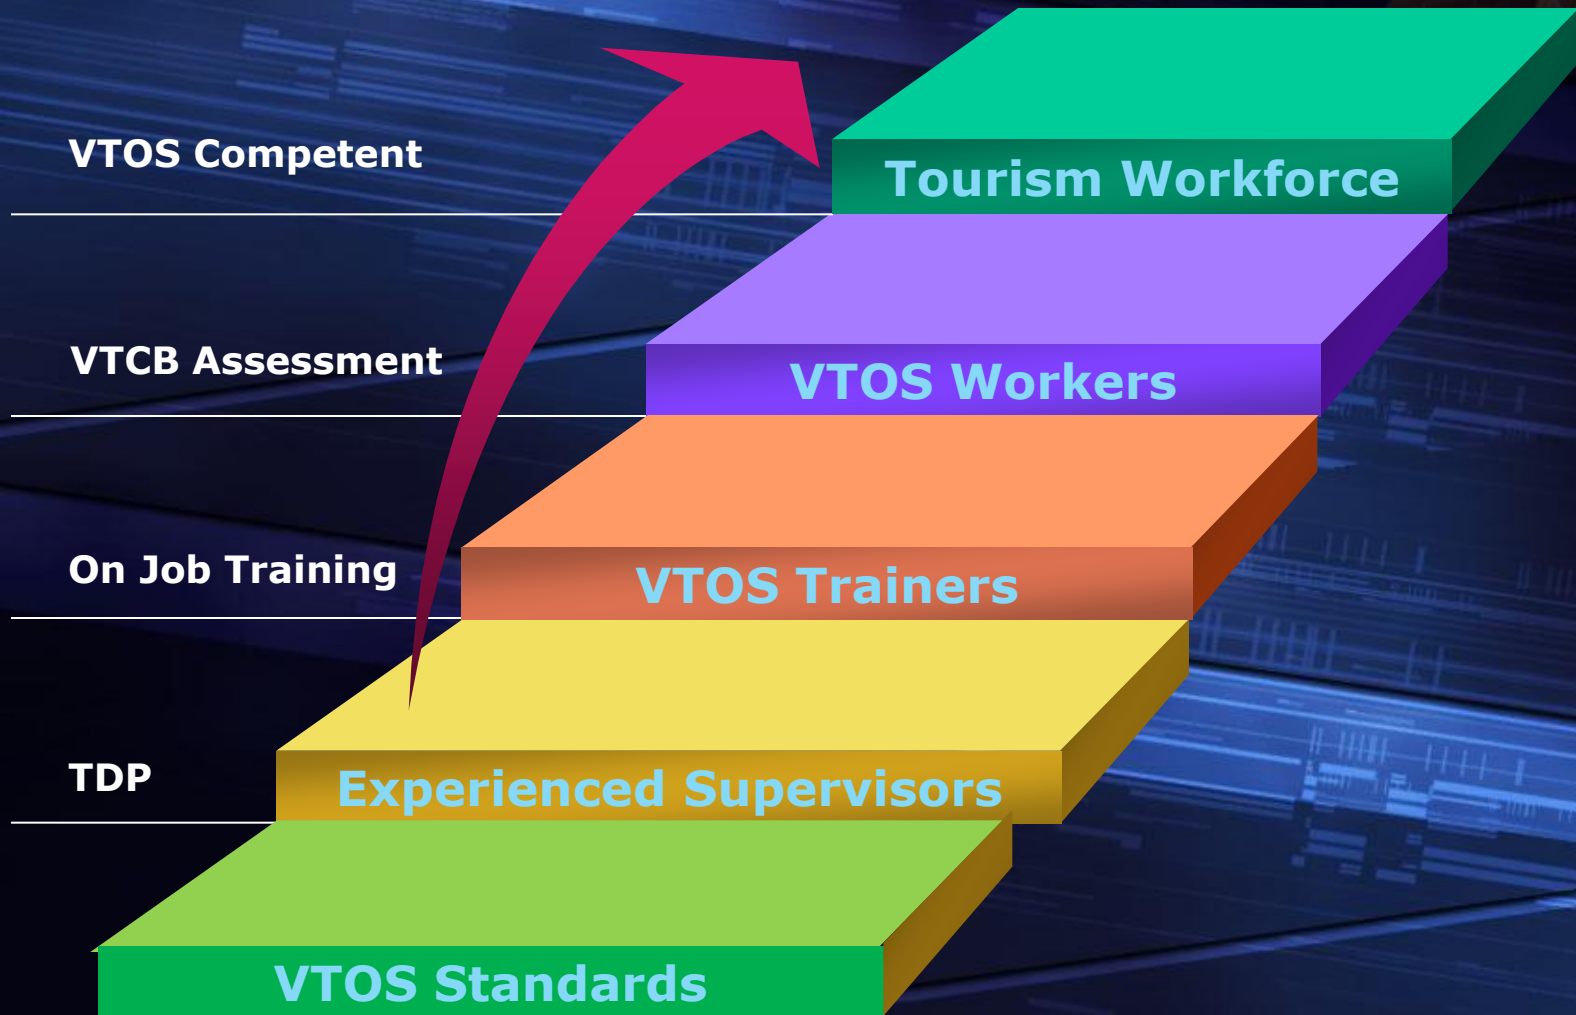 VTOS Competent
Tourism Workforce
VTCB Assessment
VTOS Workers
On Job Training
VTOS Trainers
TDP
Experienced Supervisors
VTOS Standards